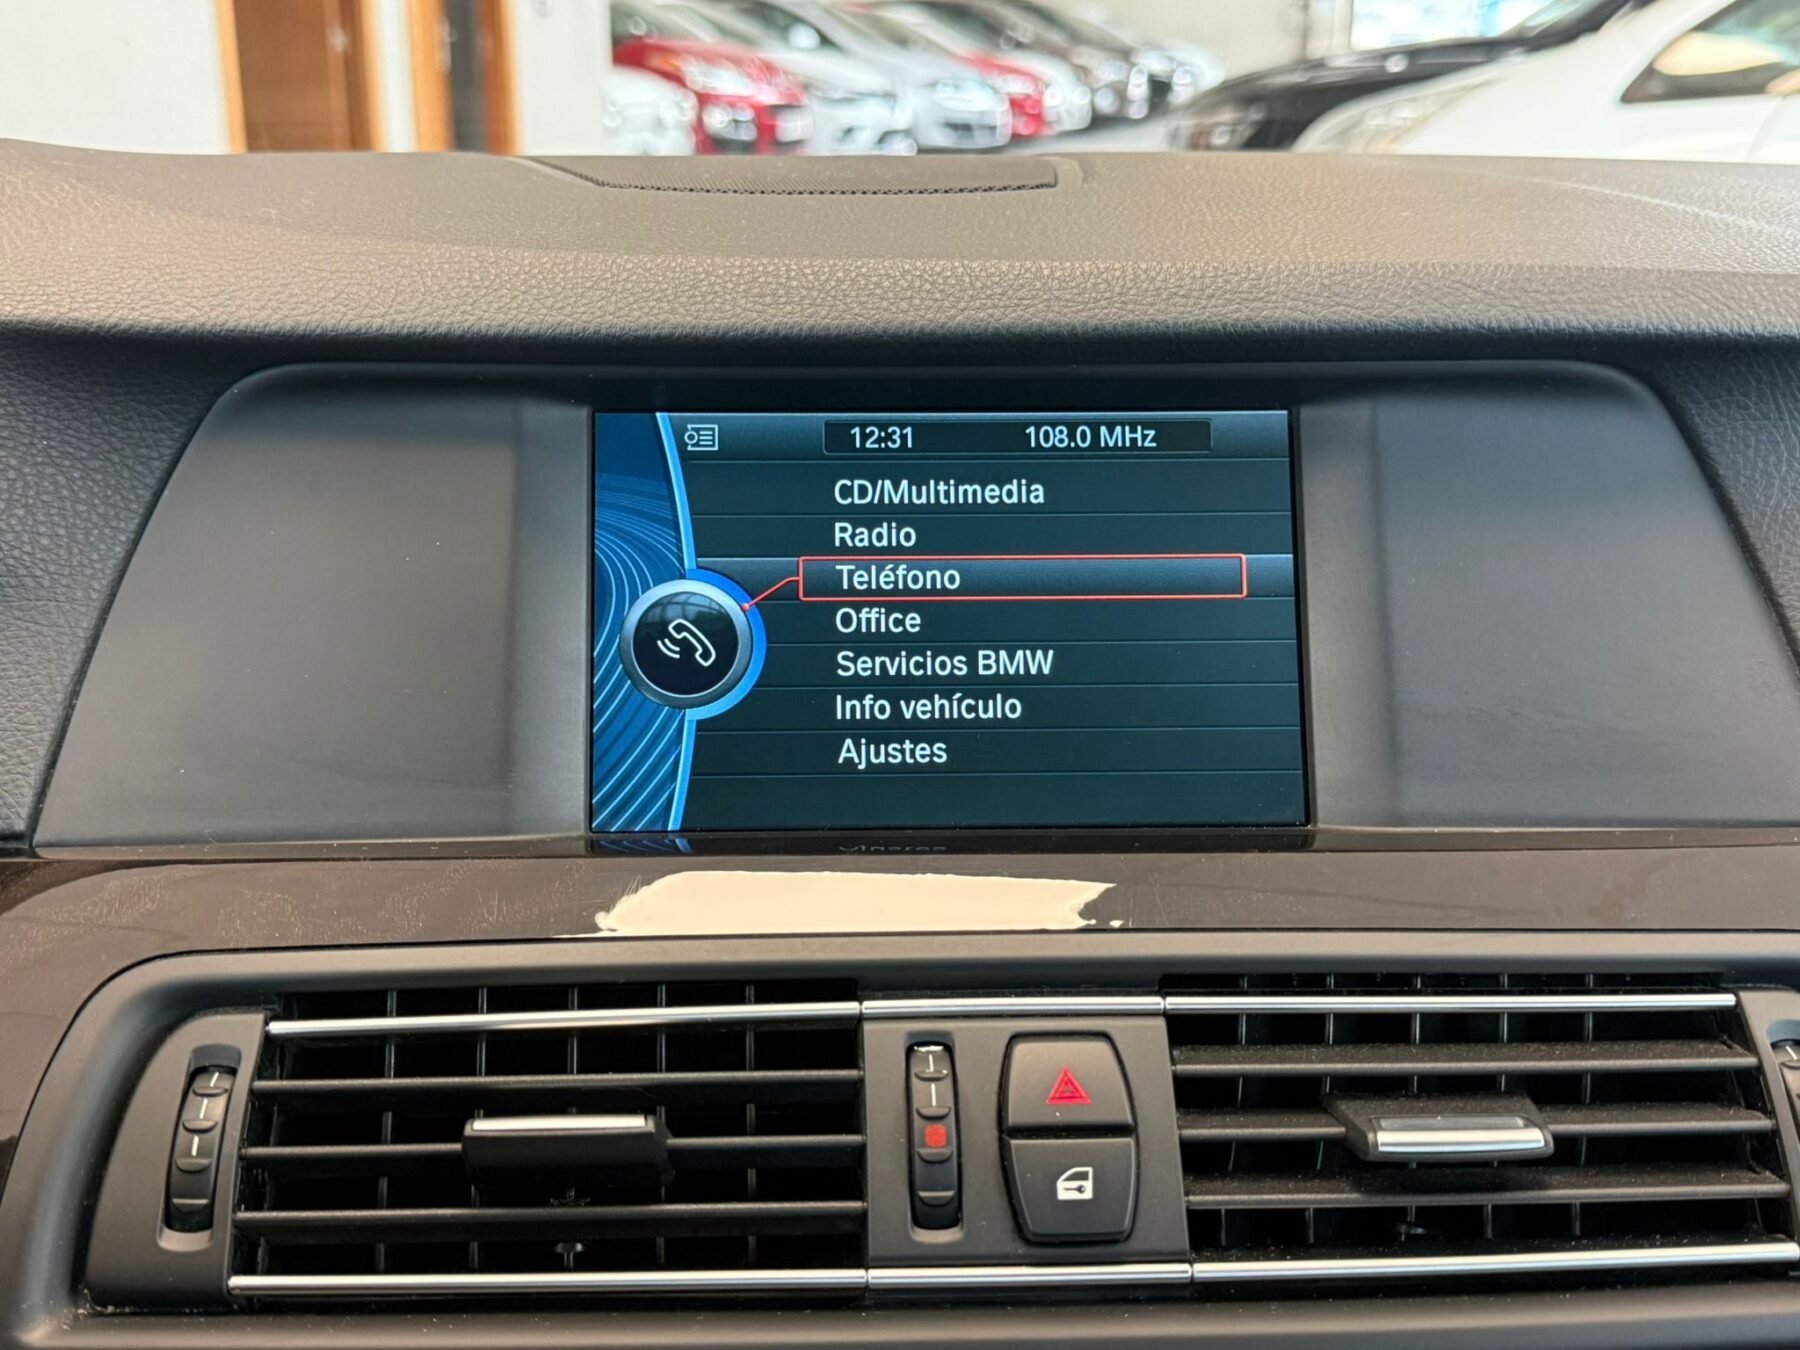 12:31 108.0 MHz
CD/Multimedia
Radio
Teléfono
Office
Servicios BMW
Info vehículo
Ajustes